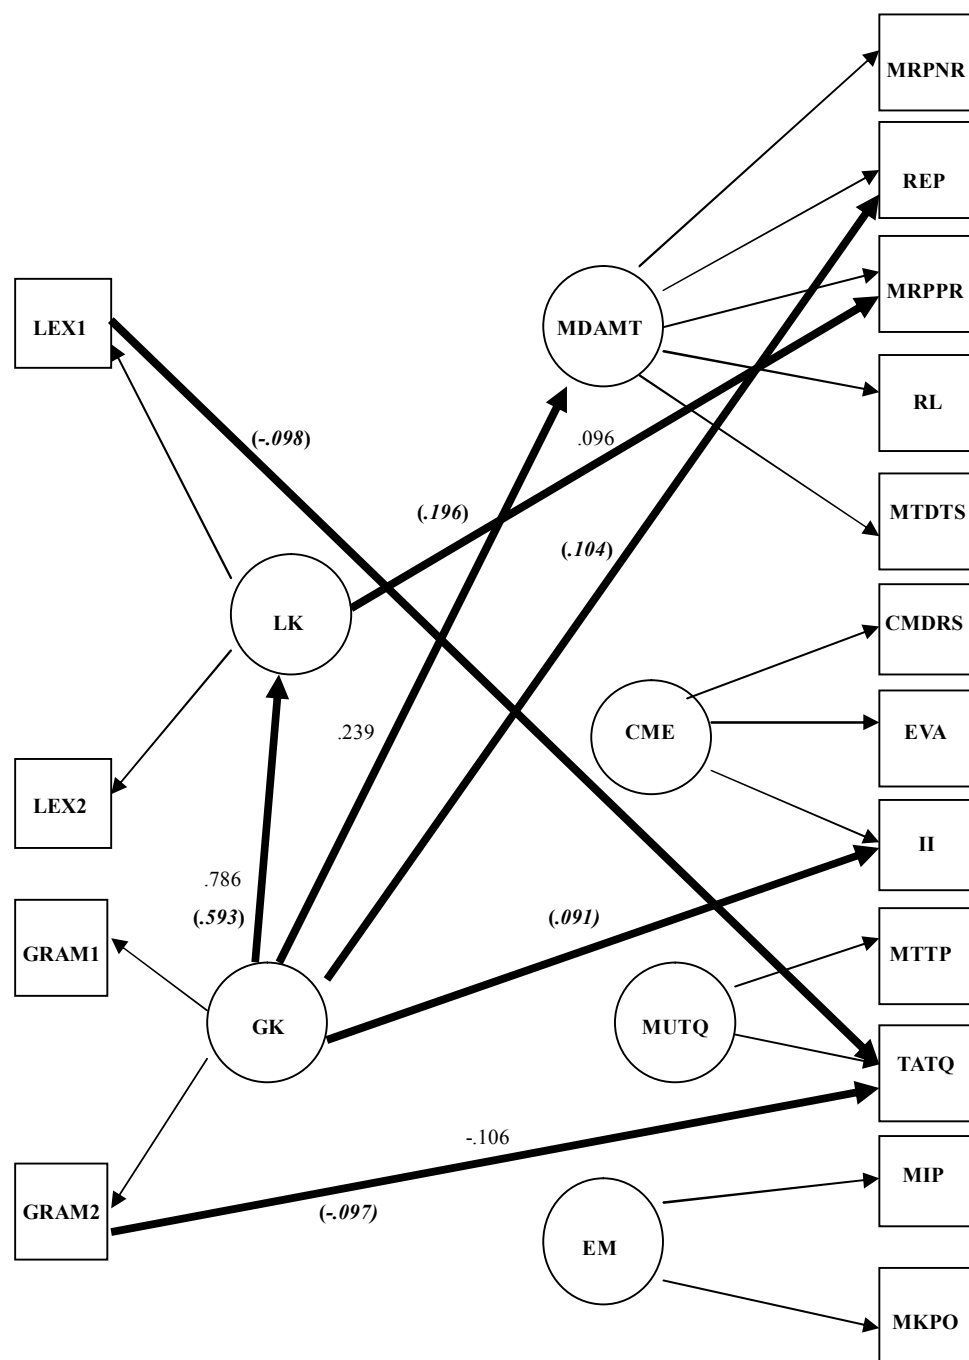 MRPNR
REP
MRPPR
LEX1
MDAMT
RL
(-.098)
.096
(.196)
MTDTS
(.104)
LK
CMDRS
.239
CME
EVA
LEX2
II
.786
(.593)
(.091)
GRAM1
MTTP
GK
MUTQ
TATQ
-.106
MIP
GRAM2
(-.097)
EM
MKPO